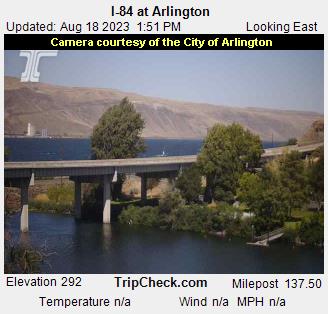 I-84 at Arlington
Updated: Aug 18 2023 1:51 PM Looking East
Camera courtesy of the City of Arlington
Elevation 292 TripCheck.com Milepost 137.50
Temperature n/a Wind n/a MPH n/a